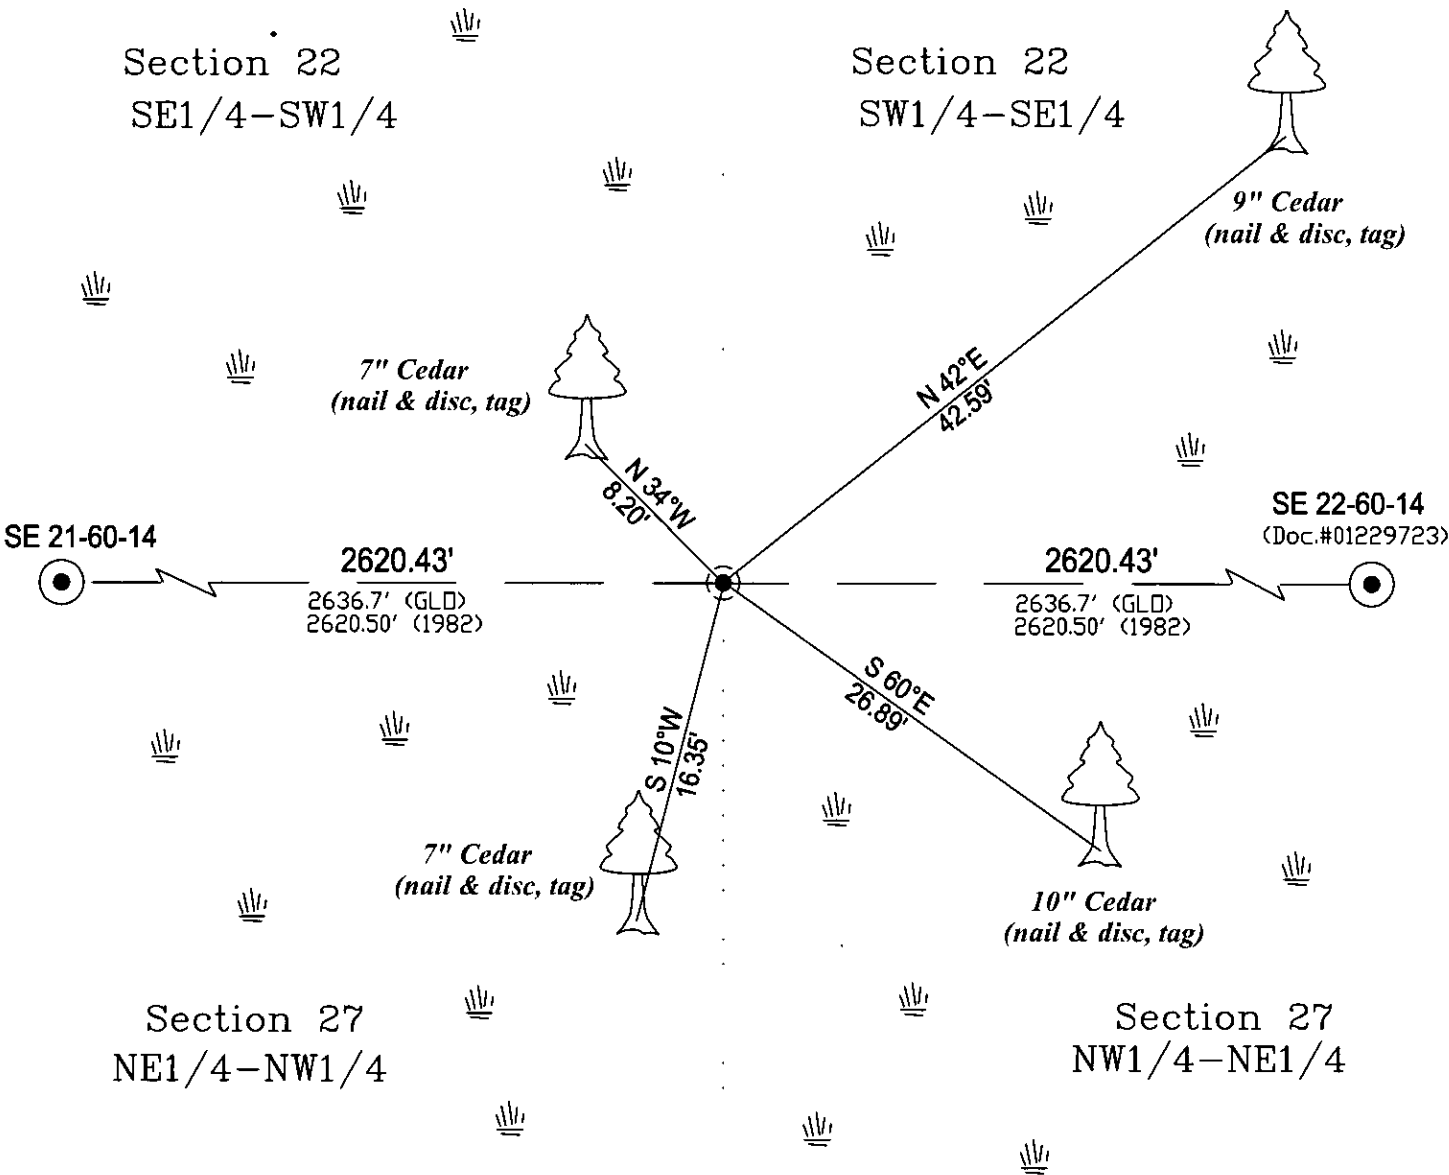 Section 22
SE1/4-SW1/4
Section 22
SW1/4-SE1/4
9" Cedar
(nail & disc, tag)
7" Cedar
(nail & disc, tag)
N 42°E
42.59'
N 34°W
8.20'
SE 21-60-14
2620.43'
2636.7' (GLO)
2620.50' (1982)
SE 22-60-14
(Doc.#01229723)
2620.43'
2636.7' (GLO)
2620.50' (1982)
S 60°E
26.89'
S 10°W
16.35'
7" Cedar
(nail & disc, tag)
10" Cedar
(nail & disc, tag)
Section 27
NE1/4-NW1/4
Section 27
NW1/4-NE1/4